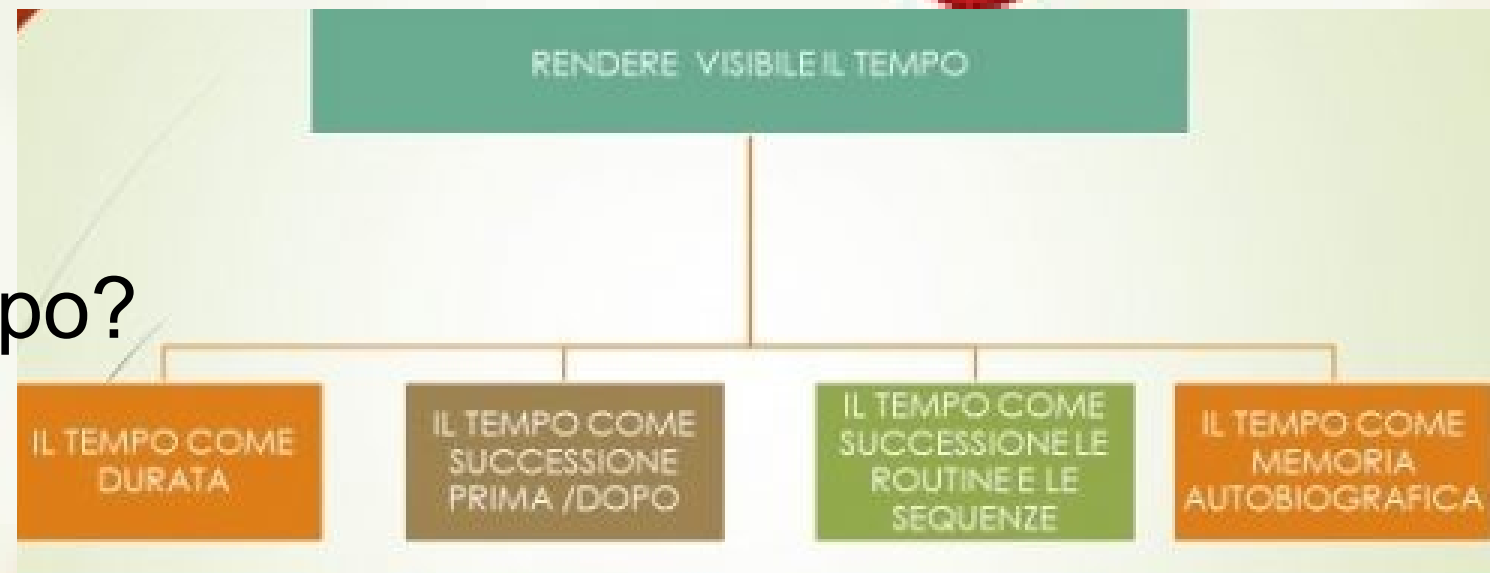 RENDERE VISIBILE IL TEMPO
po?
IL TEMPO COME
DURATA
IL TEMPO COME
SUCCESSIONE
PRIMA /DOPO
IL TEMPO COME
SUCCESSIONE LE
ROUTINE E LE
SEQUENZE
IL TEMPO COME
MEMORIA
AUTOBIOGRAFICA